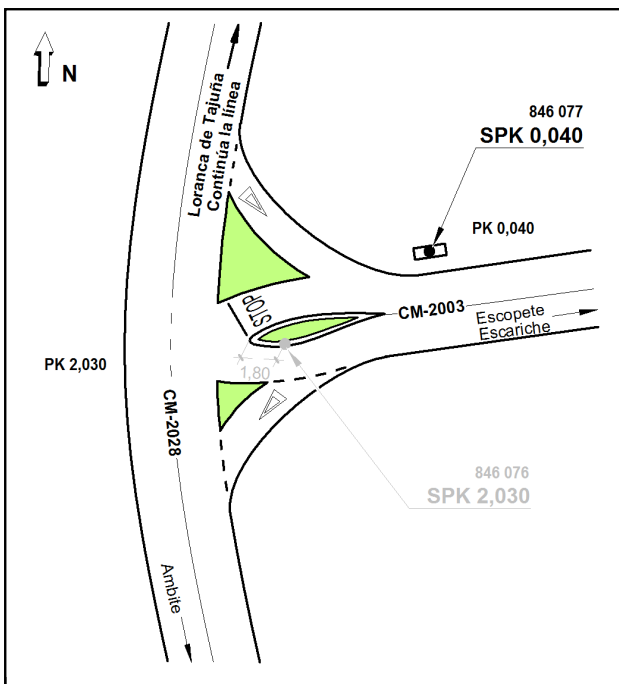 N
Loranca de Tajuña
Continúa la línea
846 077
SPK 0,040
PK 0,040
STOP
CM-2003
Escopete
Escariche
PK 2,030
1,80
CM-2028
846 076
SPK 2,030
Ambite